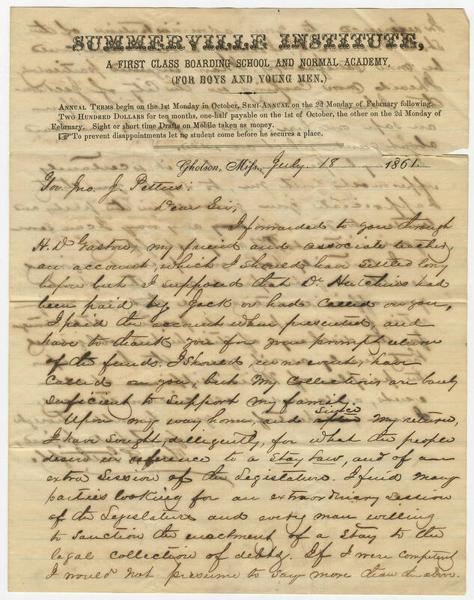 SUMMERVILLE INSTITUTE,
A FIRST CLASS BOARDING SCHOOL AND NORMAL ACADEMY,
(FOR BOYS AND YOUNG MEN.)
ANNUAL TERMS begin on the 1st Monday in October, SEMI-ANNUAL on the 2d Monday of February following.
TWO HUNDRED DOLLARS for ten months, one-half payable on the 1st of October, the other on the 2d Monday of
February. Sight or short time Drafts on Mobile taken as money.
☞ To prevent disappointments let no student come before he secures a place.
Gholson, Miss, July 18 1861
Gov. Jno. J. Pettus:
Dear Sir,
I forwarded to you through
H. D. Gaston, my friend and associate teacher,
an account, which I should have settled long
before but I supposed that Dr. Hutchins had
been paid by Jack or had called on you,
I paid the account when presented, and
have to thank you for your prompt return
of the funds. I should, in no event, have
called on you, but my collections are barely
sufficient to support my family.
Upon my way home, and since my return,
I have sought, diligently, for what the people
desire in reference to a Stay Law, and of an
extra Session of the Legislature. I find many
parties looking for an extraordinary session
of the Legislature and every man willing
to sanction the enactment of a Stay to the
legal collection of debts. If I were competent
I would not presume to say more than the above.